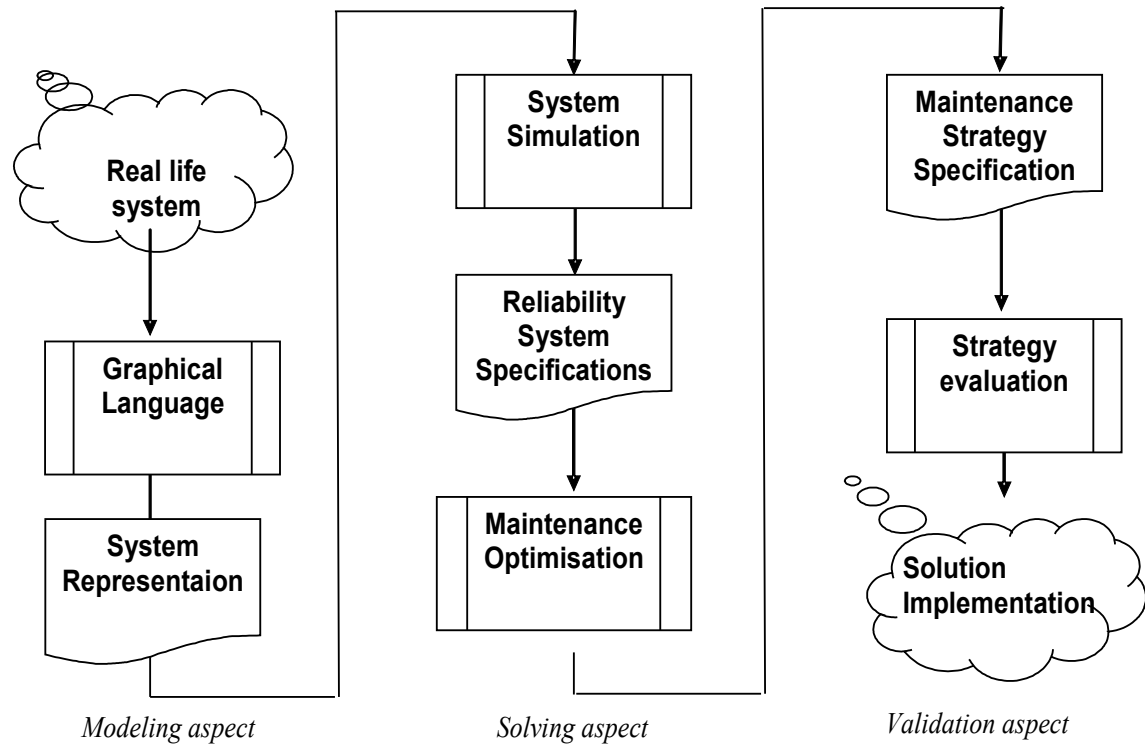 Real life
system
Graphical
Language
System
Representaion
Modeling aspect
System
Simulation
Reliability
System
Specifications
Maintenance
Optimisation
Solving aspect
Maintenance
Strategy
Specification
Strategy
evaluation
Solution
Implementation
Validation aspect